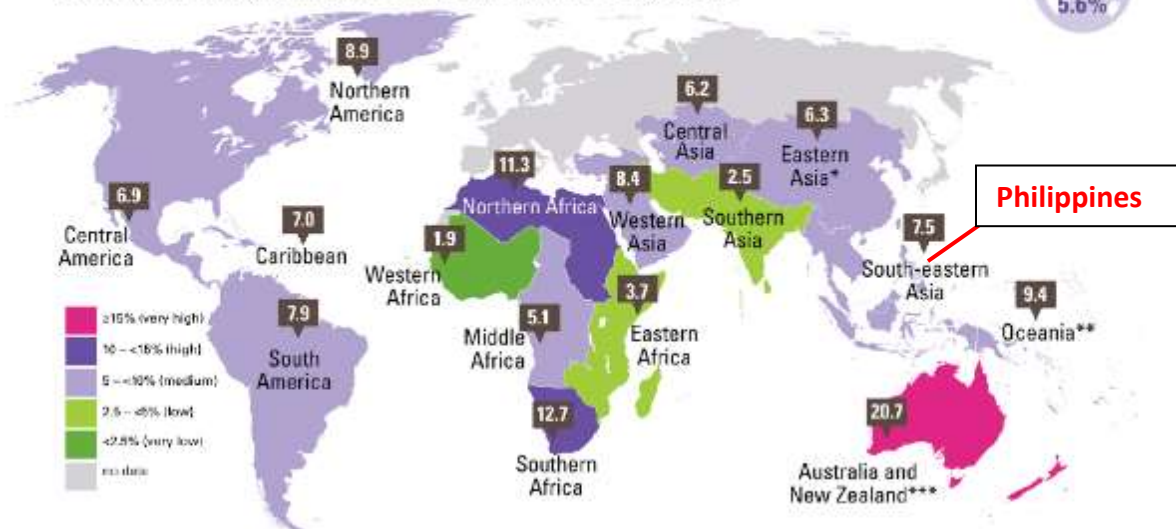 5.6%
8.9
Northern
America
6.2
Central
Asia
6.3
Eastern
Asia*
11.3
Northern Africa
8.4
Western
Asia
2.5
Southern
Asia
Philippines
6.9
Central
America
7.0
Caribbean
1.9
Western
Africa
7.5
South-eastern
Asia
9.4
Oceania**
3.7
Eastern
Africa
5.1
Middle
Africa
7.9
South
America
≥15% (very high)
10 – <15% (high)
5 – <10% (medium)
2.5 – <5% (low)
<2.5% (very low)
no data
12.7
Southern
Africa
20.7
Australia and
New Zealand***